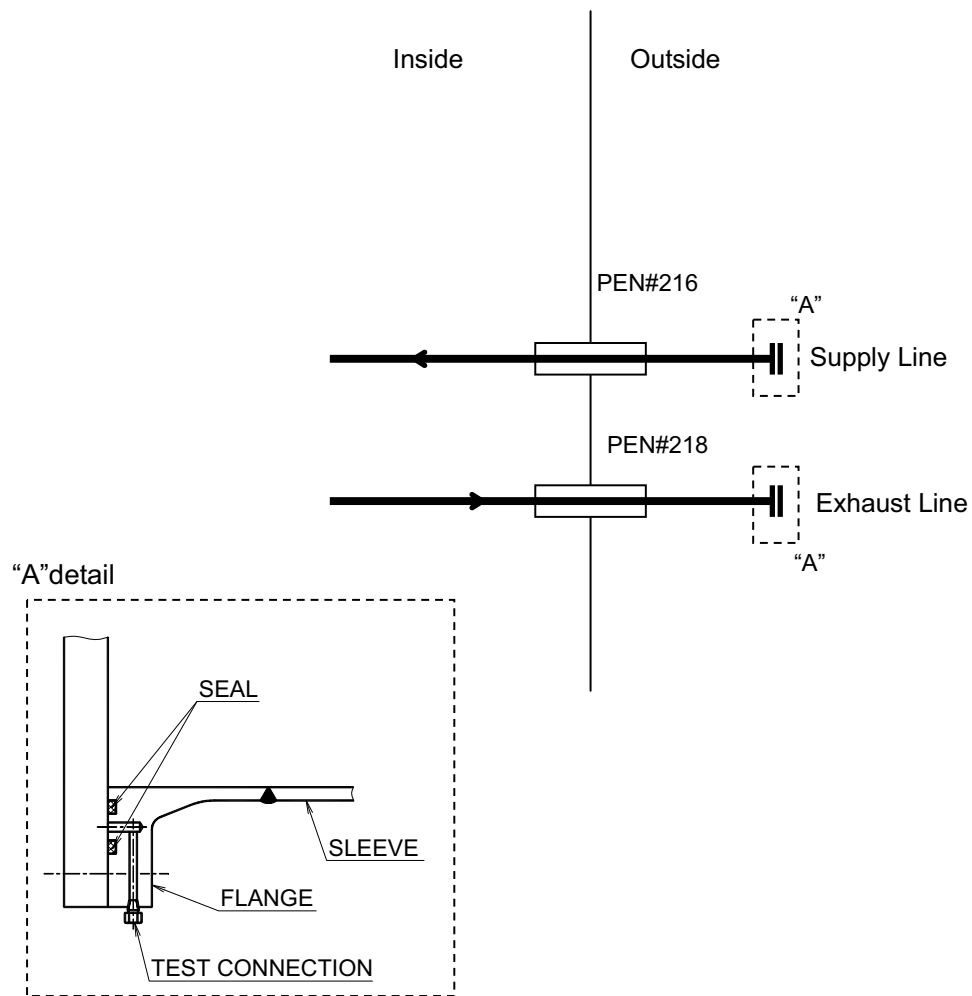 Inside
Outside
PEN#216
“A”
Supply Line
PEN#218
Exhaust Line
“A”
“A”detail
SEAL
SLEEVE
FLANGE
TEST CONNECTION